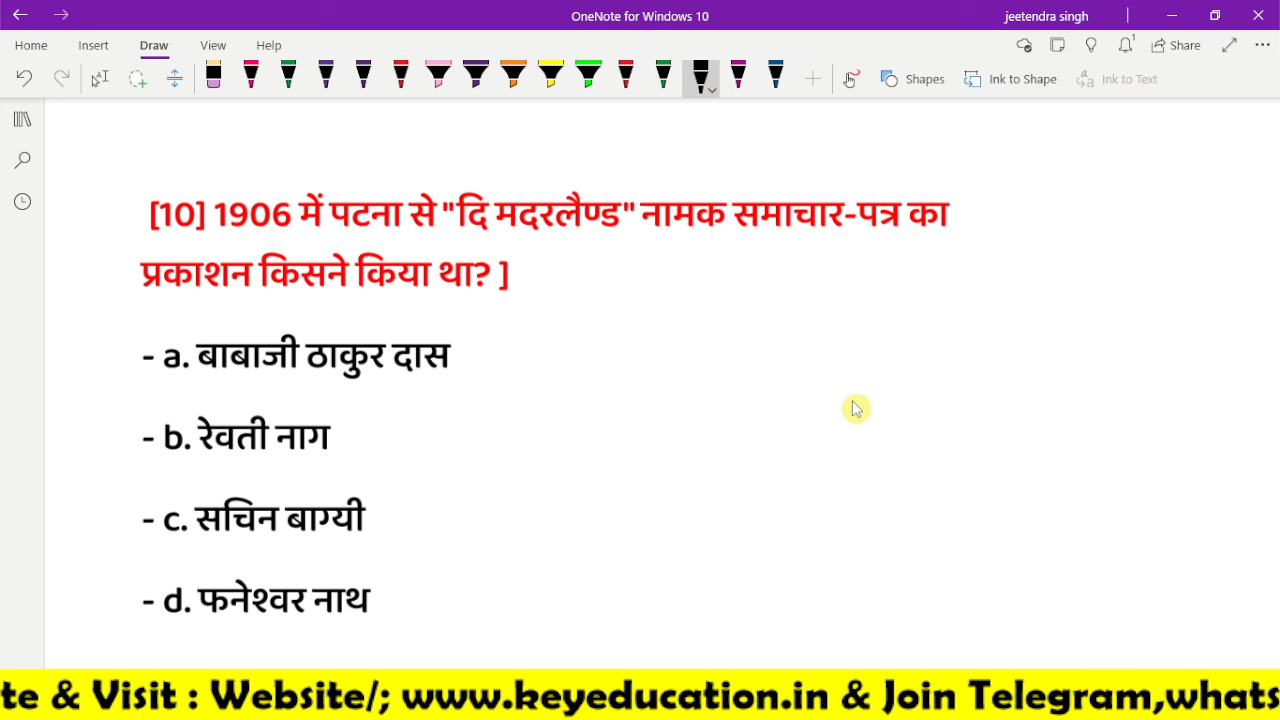 OneNote for Windows 10
jeetendra singh
Home Insert Draw View Help
1 Share
Shapes Ink to Shape Ink to Text
[10] 1906 में पटना से "दि मदरलैण्ड" नामक समाचार-पत्र का
प्रकाशन किसने किया था? ]
- a. बाबाजी ठाकुर दास
- b. रेवती नाग
- c. सचिन बाग्यी
- d. फनेश्वर नाथ
te & Visit : Website/; www.keyeducation.in & Join Telegram,whats